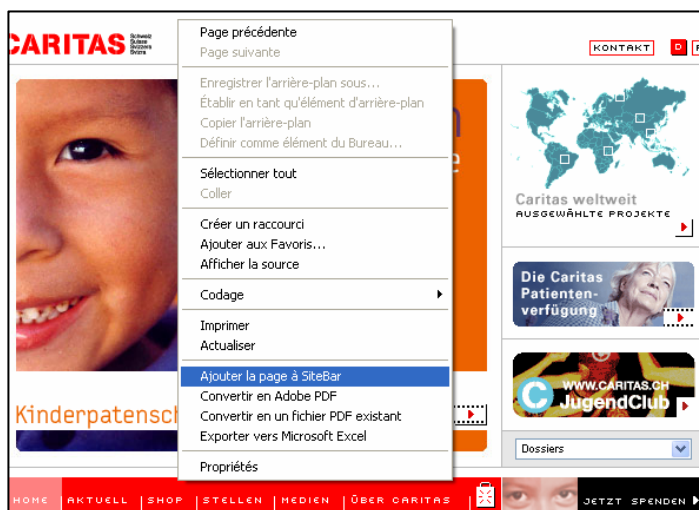 CARITAS
Schweiz
Suisse
Svizzera
Svizra
KONTAKT
D
Page précédente
Page suivante
Enregistrer l'arrière-plan sous...
Établir en tant qu'élément d'arrière-plan
Copier l'arrière-plan
Définir comme élément du Bureau...
Sélectionner tout
Coller
Créer un raccourci
Ajouter aux Favoris...
Afficher la source
Codage
Imprimer
Actualiser
Ajouter la page à SiteBar
Convertir en Adobe PDF
Convertir en un fichier PDF existant
Exporter vers Microsoft Excel
Propriétés
Caritas weltweit
AUSGEWÄHLTE PROJEKTE
Die Caritas
Patienten-
verfügung
C
WWW.CARITAS.CH
JugendClub
Dossiers
Kinderpatensch
HOME | AKTUELL | SHOP | STELLEN | MEDIEN | ÜBER CARITAS |
JETZT SPENDEN